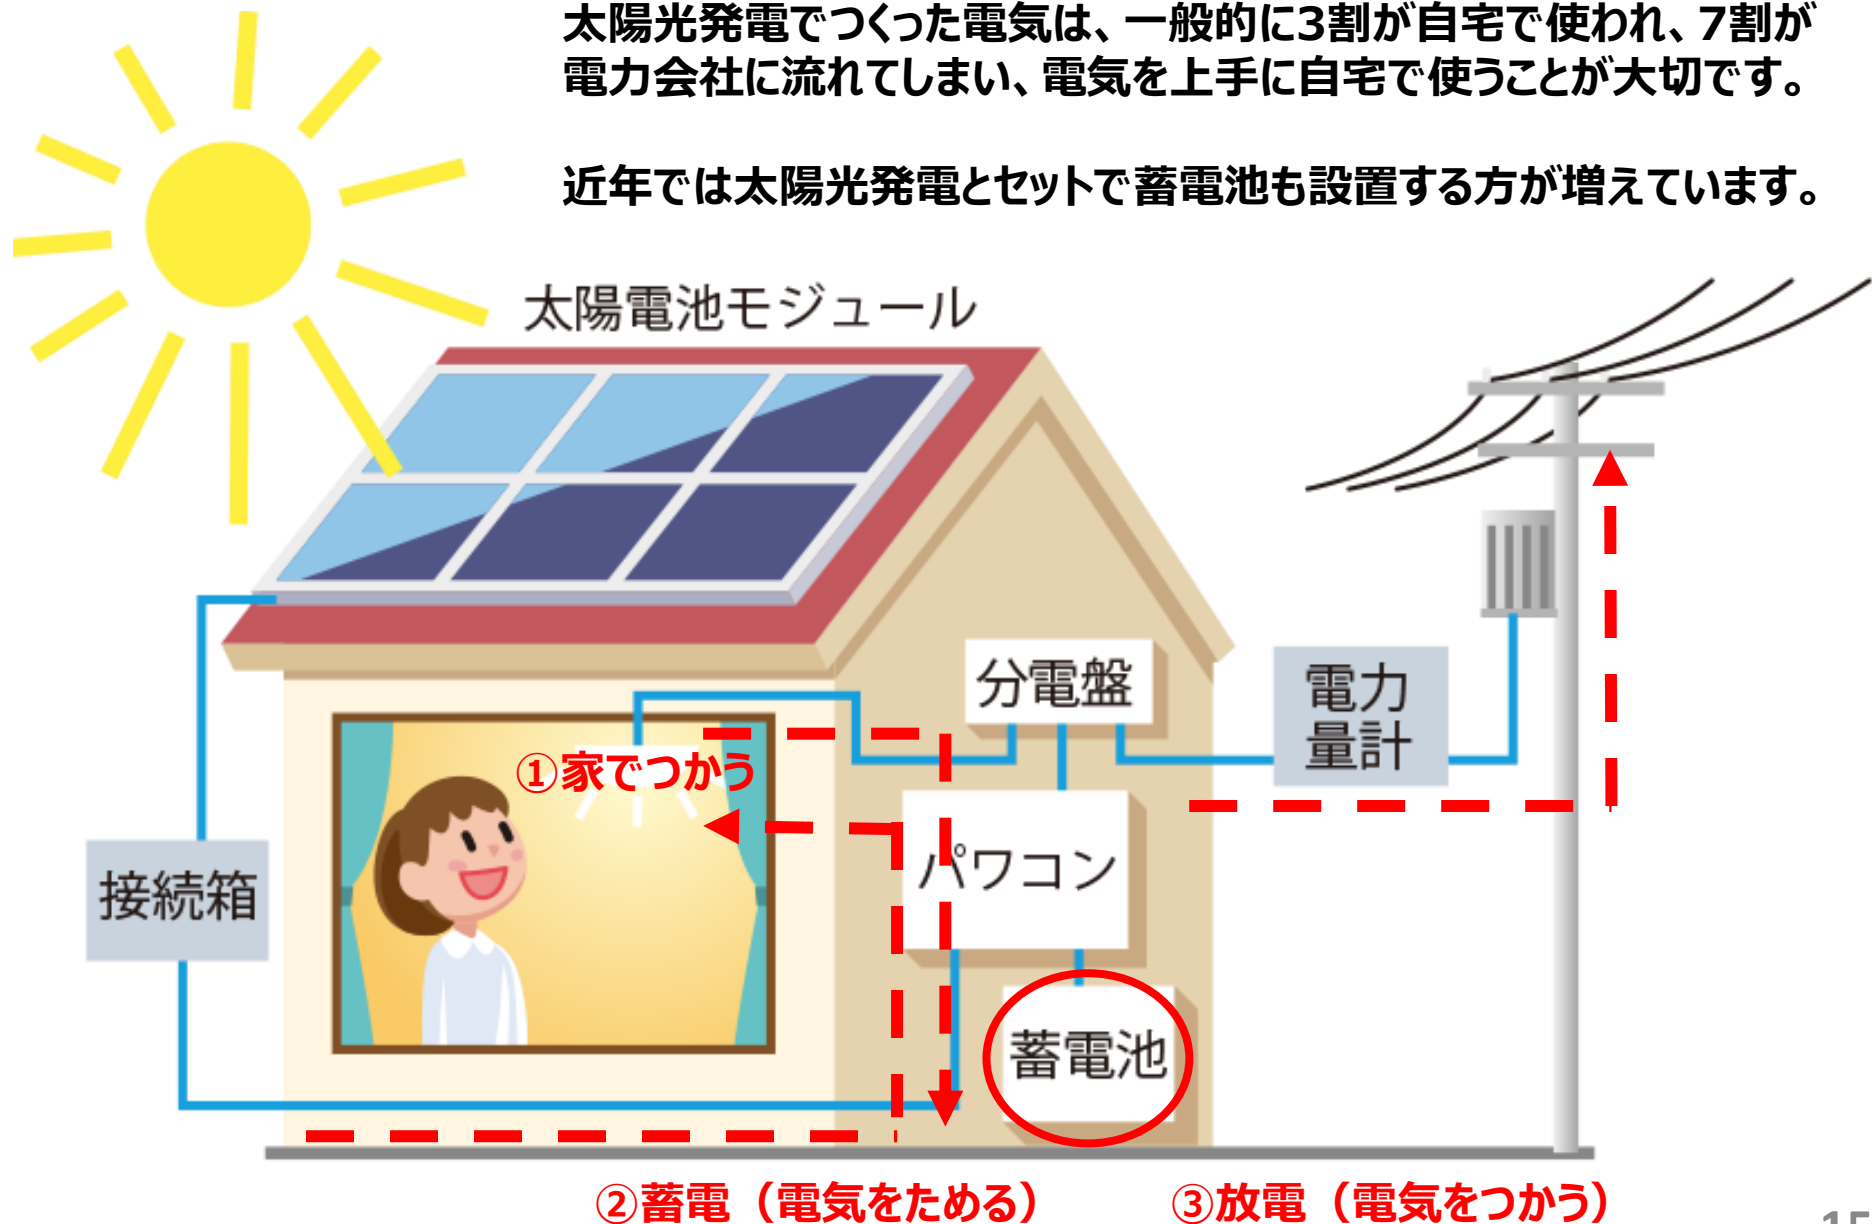 太陽光発電でつくった電気は、一般的に3割が自宅で使われ、7割が
電力会社に流れてしまい、電気を上手に自宅で使うことが大切です。
近年では太陽光発電とセットで蓄電池も設置する方が増えています。
太陽電池モジュール
分電盤
電力
量計
①家でつかう
パワコン
接続箱
蓄電池
②蓄電（電気をためる）
③放電（電気をつかう）
15